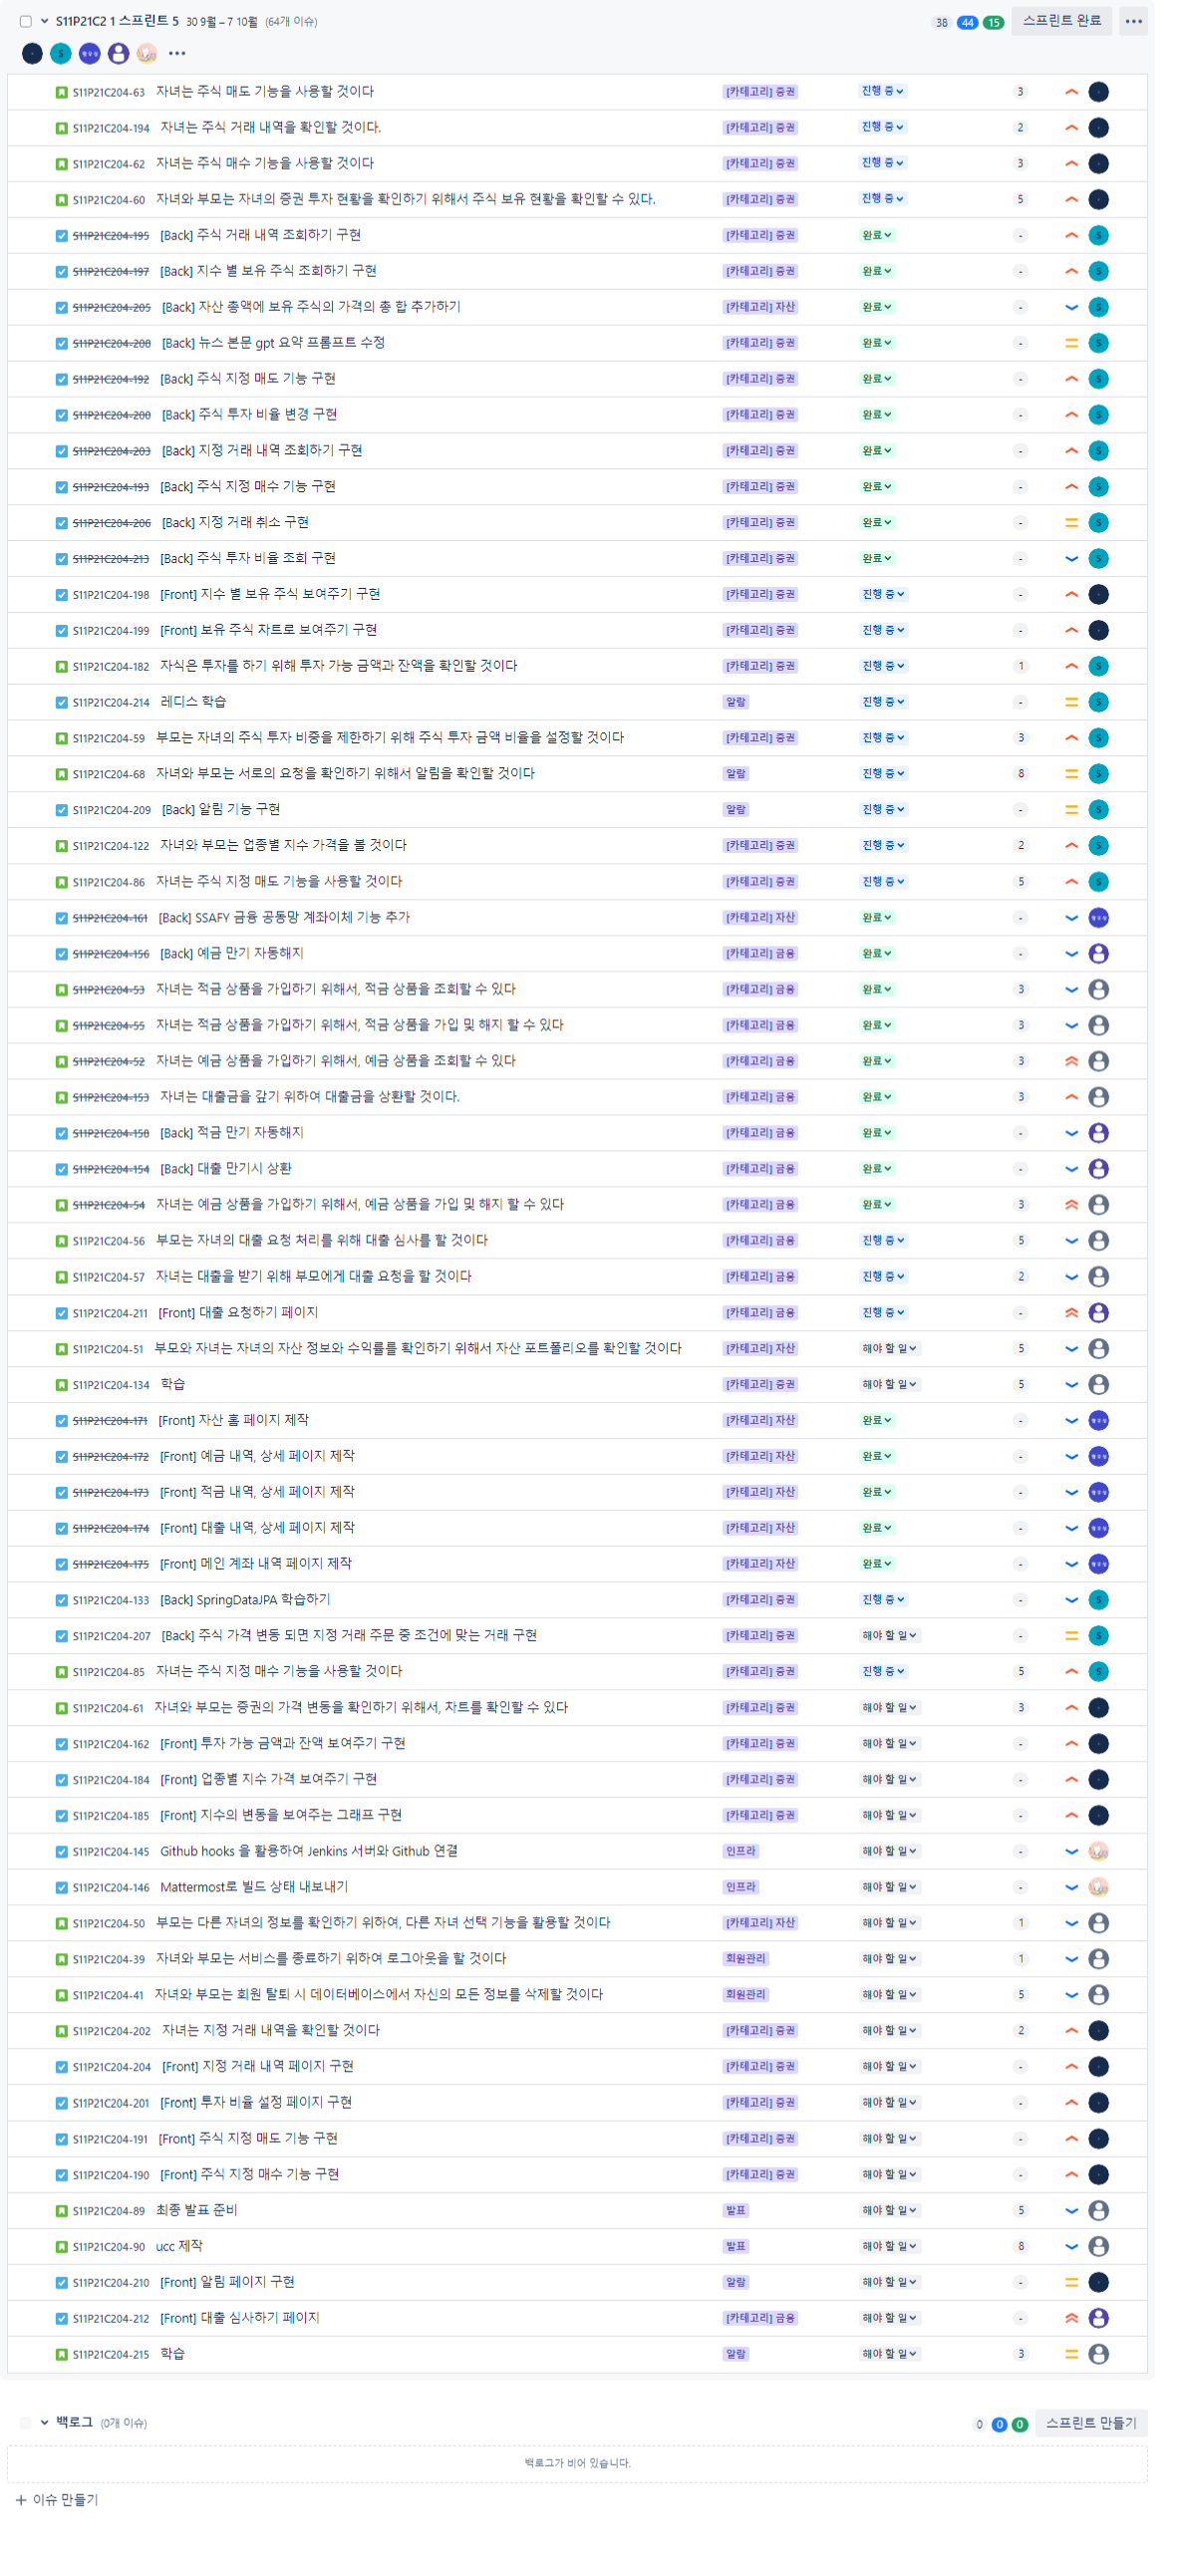 S11P21C2 1 스프린트 5 30 9월 – 7 10월 (64개 이슈) 38 44 15 스프린트 완료
S11P21C204-63 자녀는 주식 매도 기능을 사용할 것이다 [카테고리] 증권 진행 중 3
S11P21C204-194 자녀는 주식 거래 내역을 확인할 것이다. [카테고리] 증권 진행 중 2
S11P21C204-62 자녀는 주식 매수 기능을 사용할 것이다 [카테고리] 증권 진행 중 3
S11P21C204-60 자녀와 부모는 자녀의 증권 투자 현황을 확인하기 위해서 주식 보유 현황을 확인할 수 있다. [카테고리] 증권 진행 중 5
S11P21C204-195 [Back] 주식 거래 내역 조회하기 구현 [카테고리] 증권 완료 - S
S11P21C204-197 [Back] 지수 별 보유 주식 조회하기 구현 [카테고리] 증권 완료 - S
S11P21C204-205 [Back] 자산 총액에 보유 주식의 가격의 총 합 추가하기 [카테고리] 자산 완료 - S
S11P21C204-208 [Back] 뉴스 본문 gpt 요약 프롬프트 수정 [카테고리] 증권 완료 - S
S11P21C204-192 [Back] 주식 지정 매도 기능 구현 [카테고리] 증권 완료 - S
S11P21C204-200 [Back] 주식 투자 비율 변경 구현 [카테고리] 증권 완료 - S
S11P21C204-203 [Back] 지정 거래 내역 조회하기 구현 [카테고리] 증권 완료 - S
S11P21C204-193 [Back] 주식 지정 매수 기능 구현 [카테고리] 증권 완료 - S
S11P21C204-206 [Back] 지정 거래 취소 구현 [카테고리] 증권 완료 - S
S11P21C204-213 [Back] 주식 투자 비율 조회 구현 [카테고리] 증권 완료 - S
S11P21C204-198 [Front] 지수 별 보유 주식 보여주기 구현 [카테고리] 증권 진행 중 -
S11P21C204-199 [Front] 보유 주식 차트로 보여주기 구현 [카테고리] 증권 진행 중 -
S11P21C204-182 자식은 투자를 하기 위해 투자 가능 금액과 잔액을 확인할 것이다 [카테고리] 증권 진행 중 1 S
S11P21C204-214 레디스 학습 알람 진행 중 - S
S11P21C204-59 부모는 자녀의 주식 투자 비중을 제한하기 위해 주식 투자 금액 비율을 설정할 것이다 [카테고리] 증권 진행 중 3 S
S11P21C204-68 자녀와 부모는 서로의 요청을 확인하기 위해서 알림을 확인할 것이다 알람 진행 중 8 S
S11P21C204-209 [Back] 알림 기능 구현 알람 진행 중 - S
S11P21C204-122 자녀와 부모는 업종별 지수 가격을 볼 것이다 [카테고리] 증권 진행 중 2 S
S11P21C204-86 자녀는 주식 지정 매도 기능을 사용할 것이다 [카테고리] 증권 진행 중 5 S
S11P21C204-161 [Back] SSAFY 금융 공동망 계좌이체 기능 추가 [카테고리] 자산 완료 -
S11P21C204-156 [Back] 예금 만기 자동해지 [카테고리] 금융 완료 -
S11P21C204-53 자녀는 적금 상품을 가입하기 위해서, 적금 상품을 조회할 수 있다 [카테고리] 금융 완료 3
S11P21C204-55 자녀는 적금 상품을 가입하기 위해서, 적금 상품을 가입 및 해지 할 수 있다 [카테고리] 금융 완료 3
S11P21C204-52 자녀는 예금 상품을 가입하기 위해서, 예금 상품을 조회할 수 있다 [카테고리] 금융 완료 3
S11P21C204-153 자녀는 대출금을 갚기 위하여 대출금을 상환할 것이다. [카테고리] 금융 완료 3
S11P21C204-158 [Back] 적금 만기 자동해지 [카테고리] 금융 완료 -
S11P21C204-154 [Back] 대출 만기시 상환 [카테고리] 금융 완료 -
S11P21C204-54 자녀는 예금 상품을 가입하기 위해서, 예금 상품을 가입 및 해지 할 수 있다 [카테고리] 금융 완료 3
S11P21C204-56 부모는 자녀의 대출 요청 처리를 위해 대출 심사를 할 것이다 [카테고리] 금융 진행 중 5
S11P21C204-57 자녀는 대출을 받기 위해 부모에게 대출 요청을 할 것이다 [카테고리] 금융 진행 중 2
S11P21C204-211 [Front] 대출 요청하기 페이지 [카테고리] 금융 진행 중 -
S11P21C204-51 부모와 자녀는 자녀의 자산 정보와 수익률를 확인하기 위해서 자산 포트폴리오를 확인할 것이다 [카테고리] 자산 해야 할 일 5
S11P21C204-134 학습 [카테고리] 증권 해야 할 일 5
S11P21C204-171 [Front] 자산 홈 페이지 제작 [카테고리] 자산 완료 -
S11P21C204-172 [Front] 예금 내역, 상세 페이지 제작 [카테고리] 자산 완료 -
S11P21C204-173 [Front] 적금 내역, 상세 페이지 제작 [카테고리] 자산 완료 -
S11P21C204-174 [Front] 대출 내역, 상세 페이지 제작 [카테고리] 자산 완료 -
S11P21C204-175 [Front] 메인 계좌 내역 페이지 제작 [카테고리] 자산 완료 -
S11P21C204-133 [Back] SpringDataJPA 학습하기 [카테고리] 증권 진행 중 - S
S11P21C204-207 [Back] 주식 가격 변동 되면 지정 거래 주문 중 조건에 맞는 거래 구현 [카테고리] 증권 해야 할 일 - S
S11P21C204-85 자녀는 주식 지정 매수 기능을 사용할 것이다 [카테고리] 증권 진행 중 5 S
S11P21C204-61 자녀와 부모는 증권의 가격 변동을 확인하기 위해서, 차트를 확인할 수 있다 [카테고리] 증권 해야 할 일 3
S11P21C204-162 [Front] 투자 가능 금액과 잔액 보여주기 구현 [카테고리] 증권 해야 할 일 -
S11P21C204-184 [Front] 업종별 지수 가격 보여주기 구현 [카테고리] 증권 해야 할 일 -
S11P21C204-185 [Front] 지수의 변동을 보여주는 그래프 구현 [카테고리] 증권 해야 할 일 -
S11P21C204-145 Github hooks 을 활용하여 Jenkins 서버와 Github 연결 인프라 해야 할 일 -
S11P21C204-146 Mattermost로 빌드 상태 내보내기 인프라 해야 할 일 -
S11P21C204-50 부모는 다른 자녀의 정보를 확인하기 위하여, 다른 자녀 선택 기능을 활용할 것이다 [카테고리] 자산 해야 할 일 1
S11P21C204-39 자녀와 부모는 서비스를 종료하기 위하여 로그아웃을 할 것이다 회원관리 해야 할 일 1
S11P21C204-41 자녀와 부모는 회원 탈퇴 시 데이터베이스에서 자신의 모든 정보를 삭제할 것이다 회원관리 해야 할 일 5
S11P21C204-202 자녀는 지정 거래 내역을 확인할 것이다 [카테고리] 증권 해야 할 일 2
S11P21C204-204 [Front] 지정 거래 내역 페이지 구현 [카테고리] 증권 해야 할 일 -
S11P21C204-201 [Front] 투자 비율 설정 페이지 구현 [카테고리] 증권 해야 할 일 -
S11P21C204-191 [Front] 주식 지정 매도 기능 구현 [카테고리] 증권 해야 할 일 -
S11P21C204-190 [Front] 주식 지정 매수 기능 구현 [카테고리] 증권 해야 할 일 -
S11P21C204-89 최종 발표 준비 발표 해야 할 일 5
S11P21C204-90 ucc 제작 발표 해야 할 일 8
S11P21C204-210 [Front] 알림 페이지 구현 알람 해야 할 일 -
S11P21C204-212 [Front] 대출 심사하기 페이지 [카테고리] 금융 해야 할 일 -
S11P21C204-215 학습 알람 해야 할 일 3
백로그 (0개 이슈) 0 0 0 스프린트 만들기
백로그가 비어 있습니다.
+ 이슈 만들기